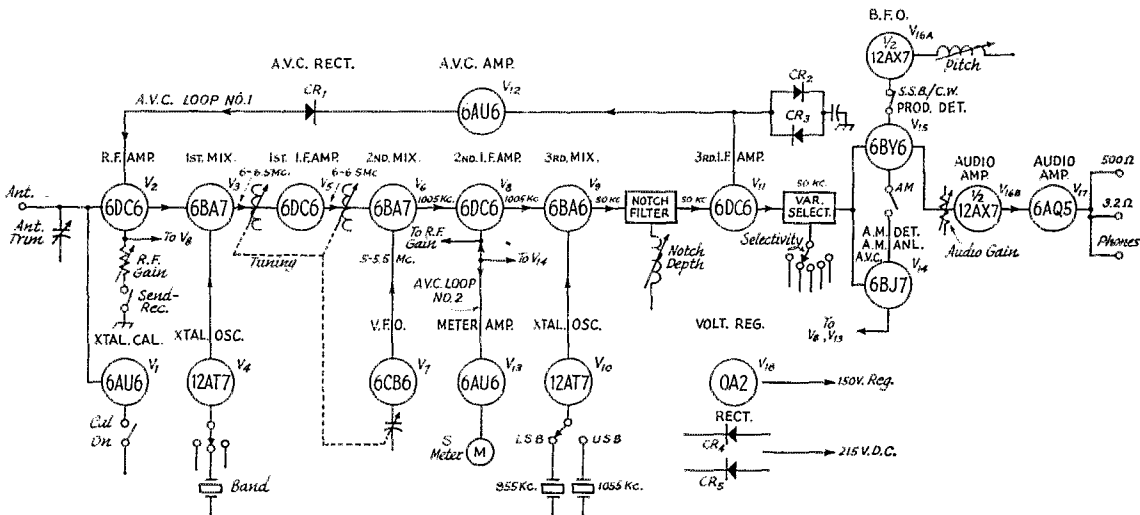 B.F.O.
V16A
½
12AX7
Pitch
A.V.C. RECT.
CR1
A.V.C. AMP.
V12
6AU6
CR2
CR3
S.S.B./C.W.
PROD. DET.
V15
6BY6
A.V.C. LOOP NO.1
R.F. AMP.
V2
6DC6
1ST. MIX.
V3
6BA7
6-6.5Mc.
1ST I.F. AMP.
V5
6DC6
6-6.5Mc
2ND. MIX.
V6
6BA7
1005Kc.
2ND. I.F. AMP.
V8
6DC6
1005Kc.
3RD. MIX.
V9
6BA6
50 Kc.
NOTCH
FILTER
50 KC.
3RD. I.F. AMP.
V11
6DC6
50 KC.
VAR.
SELECT.
AUDIO
AMP.
V16B
½
12AX7
AUDIO
AMP.
V17
6AQ5
500Ω
3.2Ω
Phones
Ant.
Ant.
Trim
To V8
R.F.
Gain
Send-
Rec.
Tuning
5-5.5 Mc.
To R.F.
Gain
To V14
A.V.C. LOOP
NO.2
Notch
Depth
Selectivity
AM
A.M. DET.
A.M. ANL.
A.V.C.
V14
6BJ7
Audio Gain
To
V8, V13
XTAL. CAL.
V1
6AU6
Cal
On
XTAL. OSC.
V4
12AT7
Band
V.F.O.
V7
6CB6
METER AMP.
V13
6AU6
S
Meter
M
XTAL. OSC.
V10
12AT7
LSB
USB
955Kc.
1055Kc.
VOLT. REG.
V18
0A2
150V. Reg.
RECT.
CR4
CR5
215V.D.C.